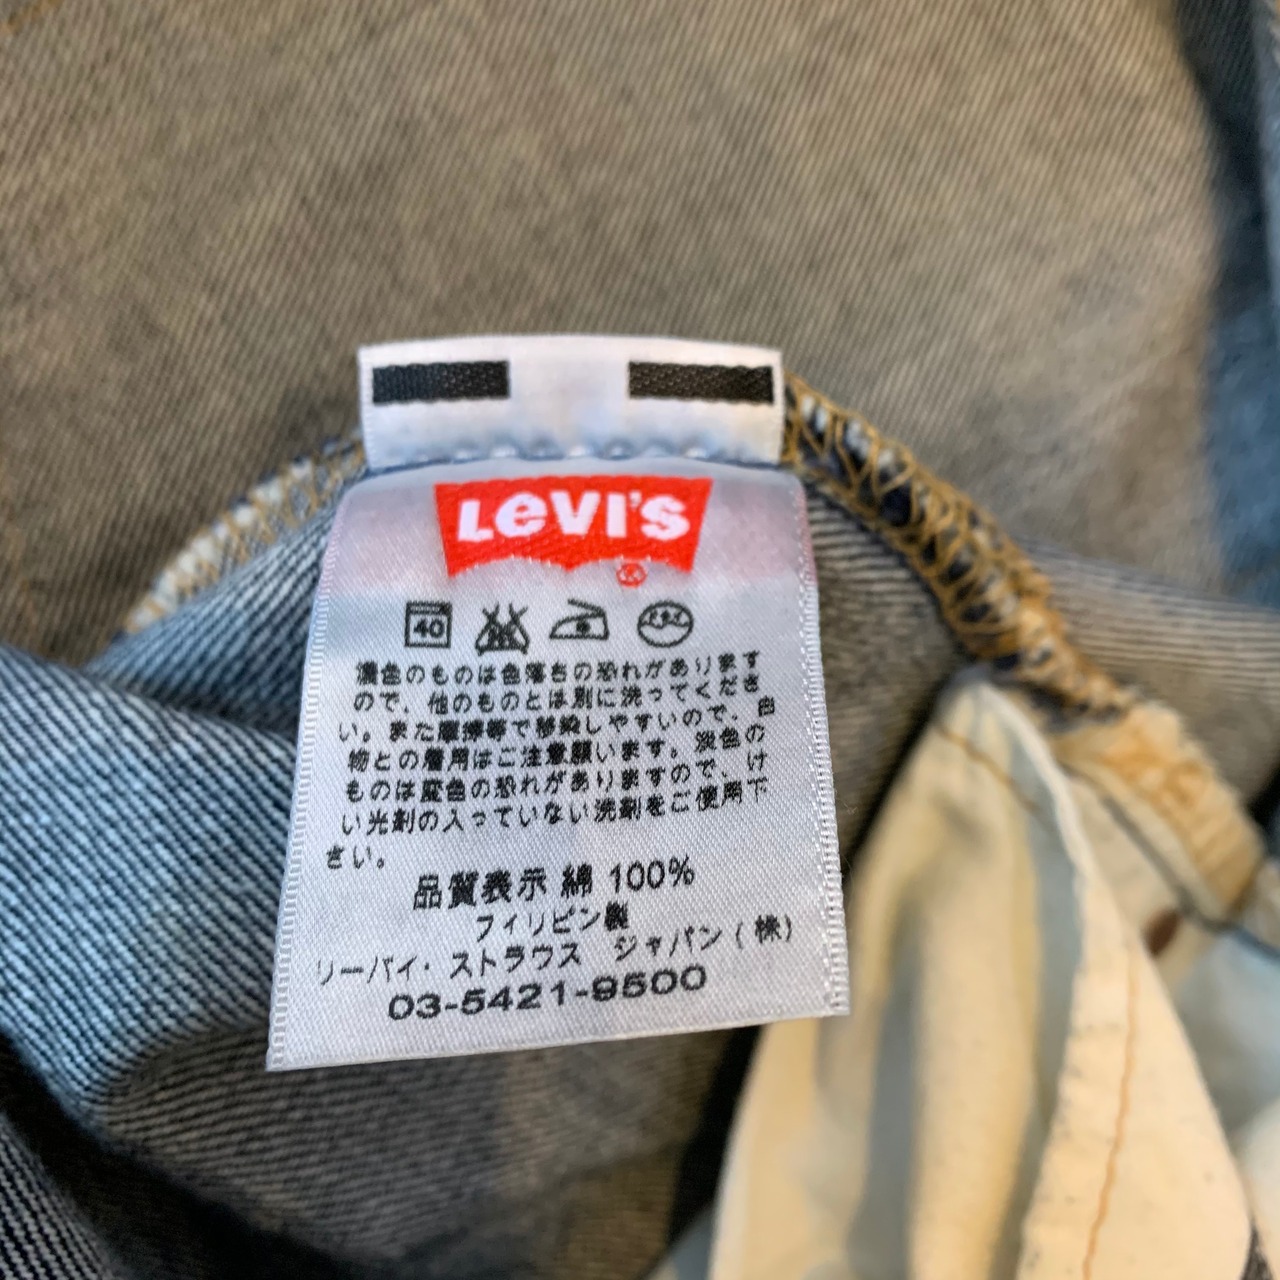 LEVI'S
®
40
濃色のものは色落ちの恐れがあります
ので、他のものとは別に洗ってくださ
い。また摩擦等で移染しやすいので、白
物との着用はご注意願います。淡色の
ものは変色の恐れがありますので、け
い光剤の入っていない洗剤をご使用下
さい。
品質表示 綿 100%
フィリピン製
リーバイ・ストラウス ジャパン(株)
03-5421-9500